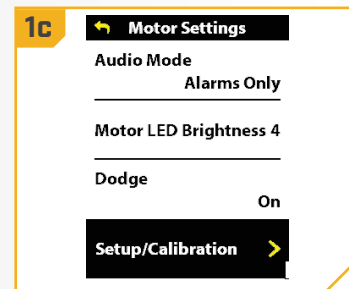 1c
Motor Settings
Audio Mode
Alarms Only
Motor LED Brightness 4
Dodge
On
Setup/Calibration